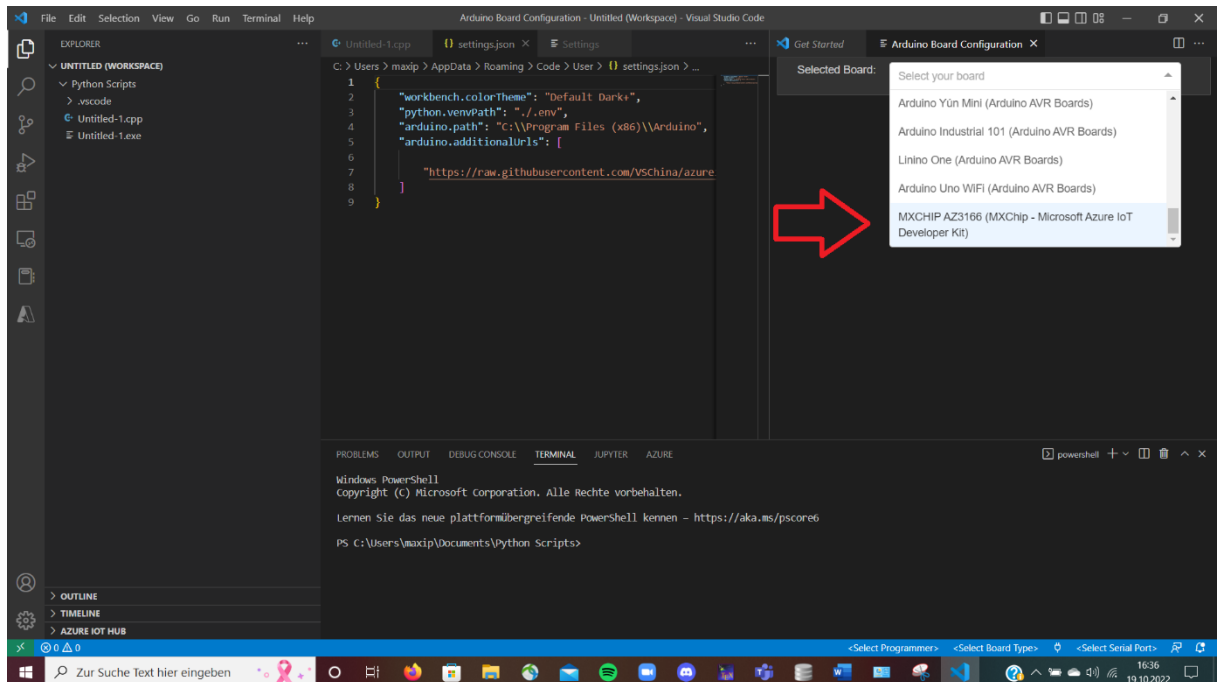 File Edit Selection View Go Run Terminal Help
Arduino Board Configuration - Untitled (Workspace) - Visual Studio Code
EXPLORER
UNTITLED (WORKSPACE)
Python Scripts
.vscode
Untitled-1.cpp
Untitled-1.exe
OUTLINE
TIMELINE
AZURE IOT HUB
Untitled-1.cpp {} settings.json Settings
C: > Users > maxip > AppData > Roaming > Code > User > {} settings.json > ...
1 {
2 "workbench.colorTheme": "Default Dark+",
3 "python.venvPath": "./.env",
4 "arduino.path": "C:\\Program Files (x86)\\Arduino",
5 "arduino.additionalUrls": [
6
7 "https://raw.githubusercontent.com/VSChina/azure
8 ]
9 }
Get Started Arduino Board Configuration
Selected Board: Select your board
Arduino Yún Mini (Arduino AVR Boards)
Arduino Industrial 101 (Arduino AVR Boards)
Linino One (Arduino AVR Boards)
Arduino Uno WiFi (Arduino AVR Boards)
MXCHIP AZ3166 (MXChip - Microsoft Azure IoT
Developer Kit)
PROBLEMS OUTPUT DEBUG CONSOLE TERMINAL JUPYTER AZURE
powershell
Windows PowerShell
Copyright (C) Microsoft Corporation. Alle Rechte vorbehalten.
Lernen Sie das neue plattformübergreifende PowerShell kennen – https://aka.ms/pscore6
PS C:\Users\maxip\Documents\Python Scripts>
0 0 <Select Programmer> <Select Board Type> <Select Serial Port>
Zur Suche Text hier eingeben
16:36
19.10.2022